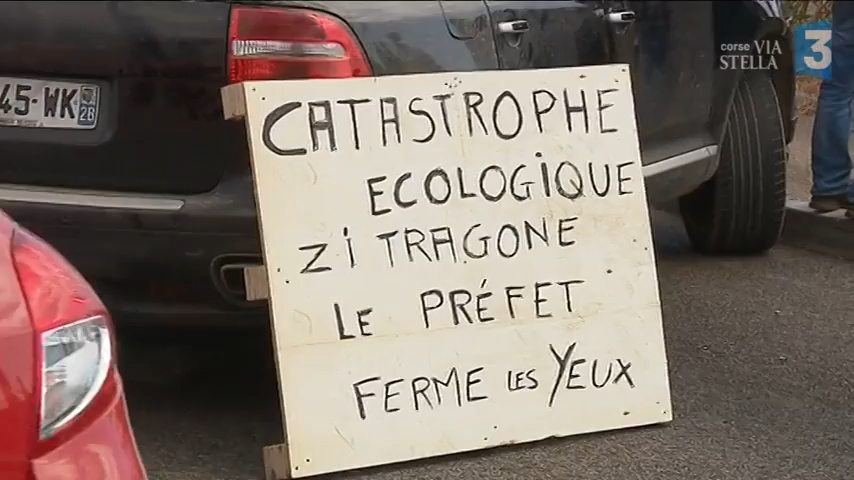 corse VIA
STELLA
3
45-WK
2B
CATASTROPHE
ECOLOGiQUE
Zi TRAGONE
LE PRÉFET
FERME LES YEUX